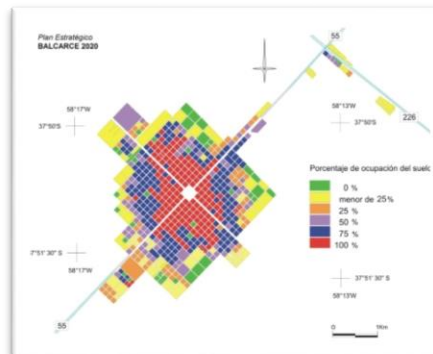 Plan Estratégico
BALCARCE 2020
55
58°17'W
37°50'S
58°13'W
37°50'S
226
Porcentaje de ocupación del suelo
0 %
menor de 25%
25 %
50 %
75 %
100 %
7°51' 30" S
58°17'W
37°51' 30" S
58°13'W
55
0 1Km